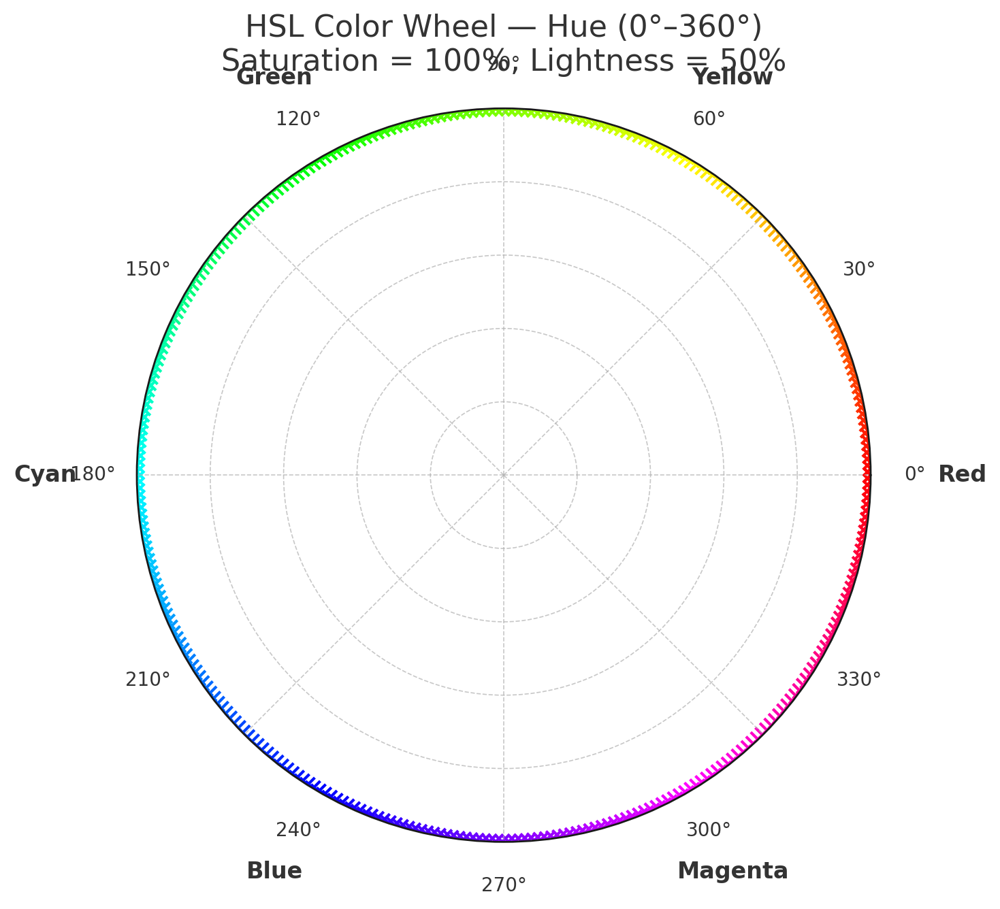 HSL Color Wheel — Hue (0°–360°)
Saturation = 100%, Lightness = 50%
90°
Green
Yellow
120°
60°
150°
30°
Cyan
180°
0°
Red
210°
330°
240°
300°
Blue
Magenta
270°